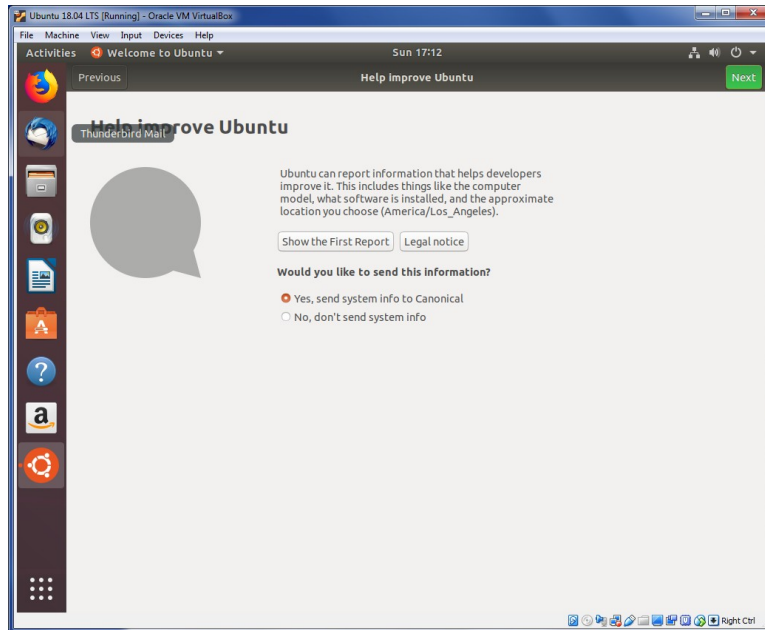 Ubuntu 18.04 LTS [Running] - Oracle VM VirtualBox
File Machine View Input Devices Help
Activities Welcome to Ubuntu Sun 17:12
Previous Help improve Ubuntu Next
Help improve Ubuntu
Thunderbird Mail
Ubuntu can report information that helps developers
improve it. This includes things like the computer
model, what software is installed, and the approximate
location you choose (America/Los_Angeles).
Show the First Report Legal notice
Would you like to send this information?
Yes, send system info to Canonical
No, don't send system info
a
Right Ctrl